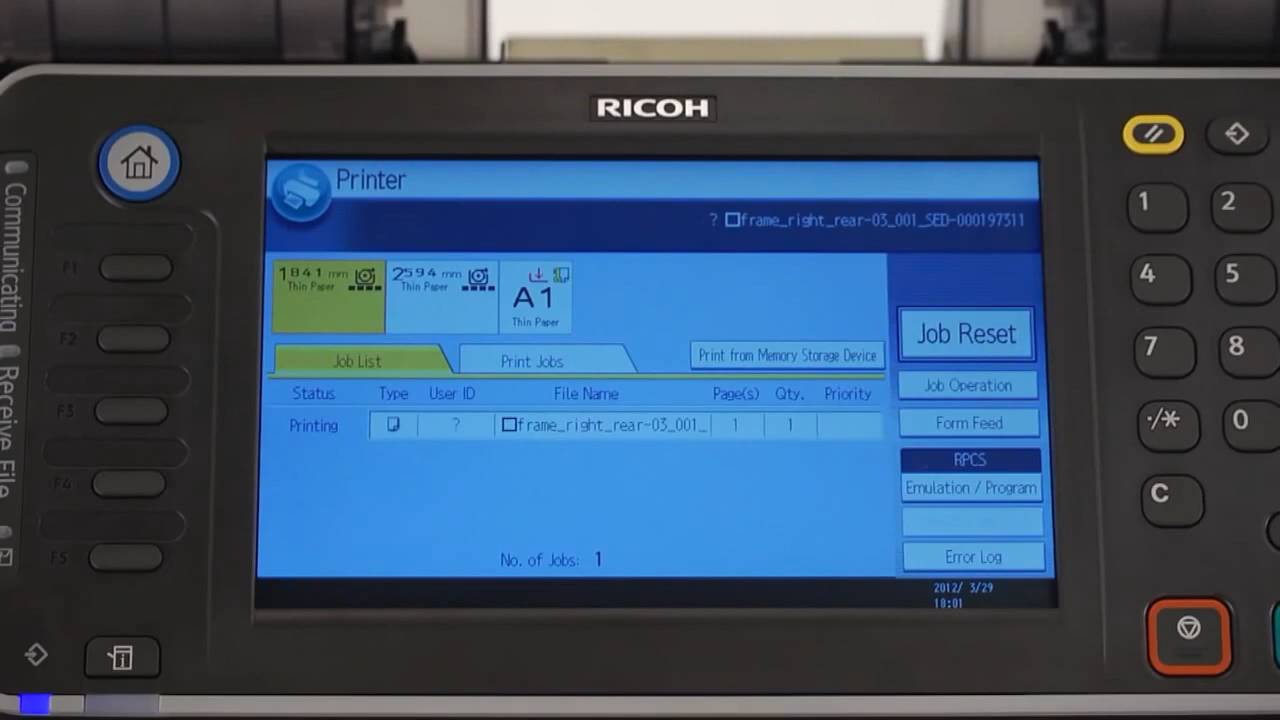 RICOH
Printer
? □frame_right_rear-03_001_SED-000197311
1841 mm
Thin Paper
2594 mm
Thin Paper
A1
Thin Paper
Job List
Print Jobs
Print from Memory Storage Device
Status Type User ID File Name Page(s) Qty. Priority
Printing ? □frame_right_rear-03_001_ 1 1
No. of Jobs: 1
Job Reset
Job Operation
Form Feed
RPCS
Emulation / Program
Error Log
2012/ 3/29
18:01
Communicating
Receive File
F1
F2
F3
F4
F5
1 2
4 5
7 8
·/* 0
C